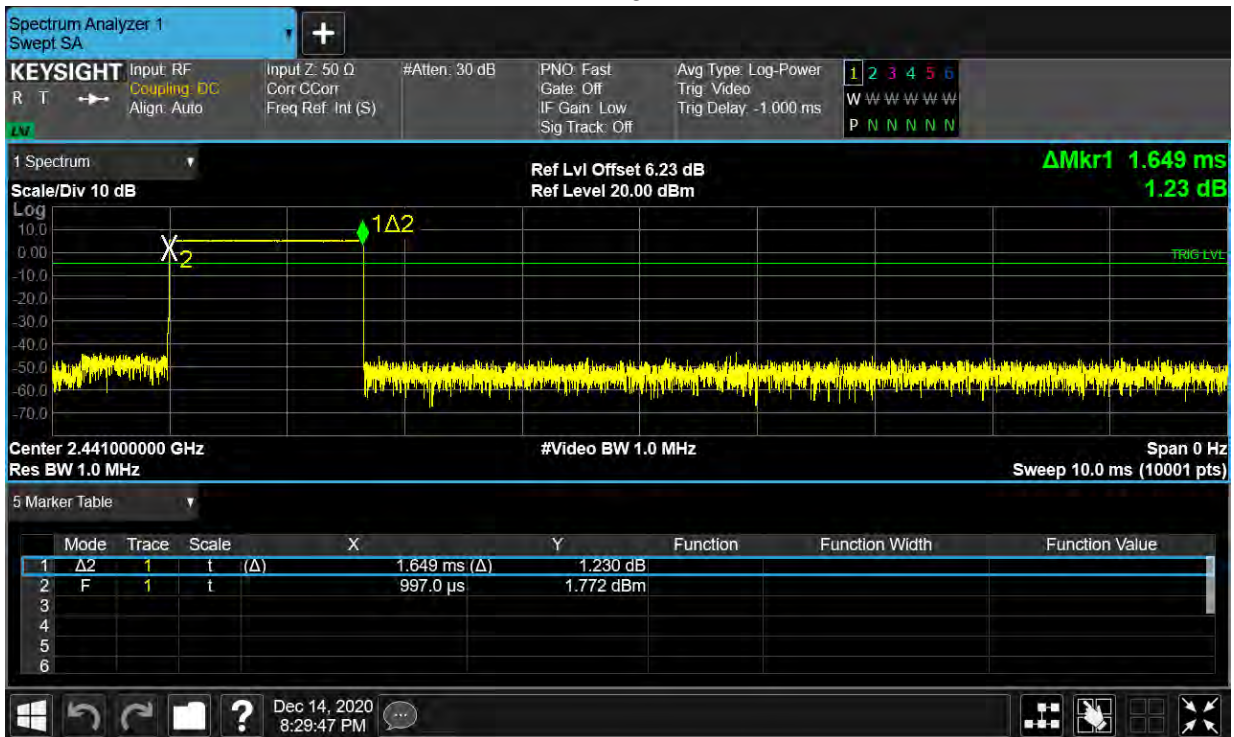 Spectrum Analyzer 1
Swept SA
+
KEYSIGHT Input: RF Input Z: 50 Ω #Atten: 30 dB PNO: Fast Avg Type: Log-Power 1 2 3 4 5 6
R T Coupling: DC Corr CCorr Gate: Off Trig: Video W W W W W W
Align: Auto Freq Ref: Int (S) IF Gain: Low Trig Delay: -1.000 ms
LXI Sig Track: Off P N N N N N
1 Spectrum Ref Lvl Offset 6.23 dB ΔMkr1 1.649 ms
Scale/Div 10 dB Ref Level 20.00 dBm 1.23 dB
Log
10.0 1Δ2
0.00 X 2 TRIG LVL
-10.0
-20.0
-30.0
-40.0
-50.0
-60.0
-70.0
Center 2.441000000 GHz #Video BW 1.0 MHz Span 0 Hz
Res BW 1.0 MHz Sweep 10.0 ms (10001 pts)
5 Marker Table
Mode Trace Scale X Y Function Function Width Function Value
1 Δ2 1 t (Δ) 1.649 ms (Δ) 1.230 dB
2 F 1 t 997.0 µs 1.772 dBm
3
4
5
6
? Dec 14, 2020
8:29:47 PM